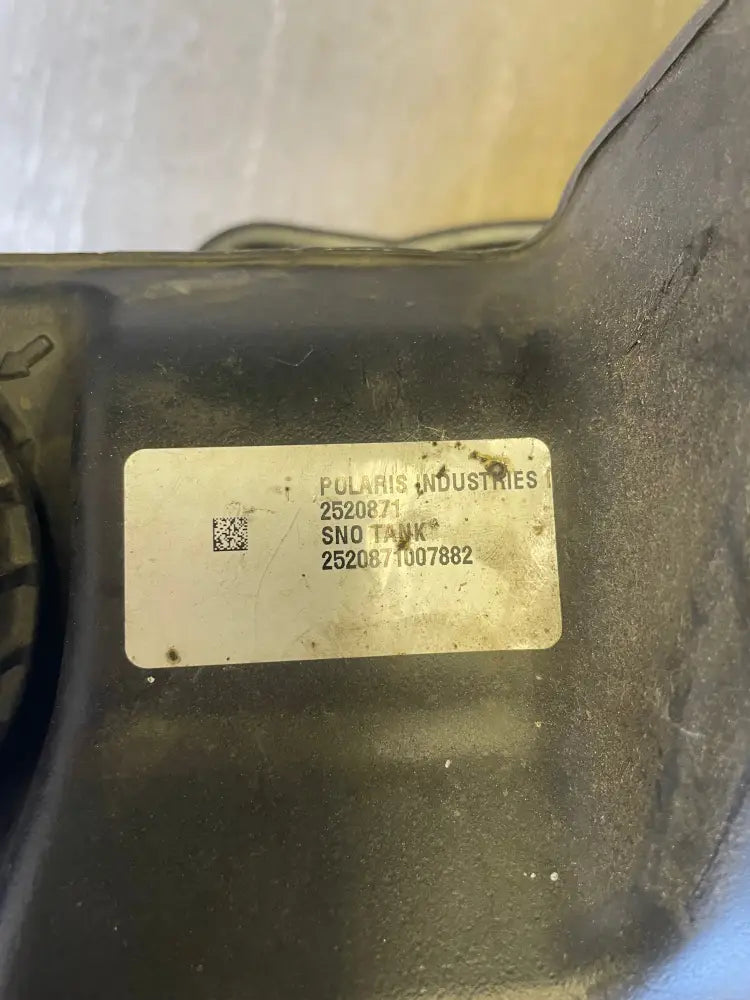 POLARIS INDUSTRIES
2520871
SNO TANK
2520871007882